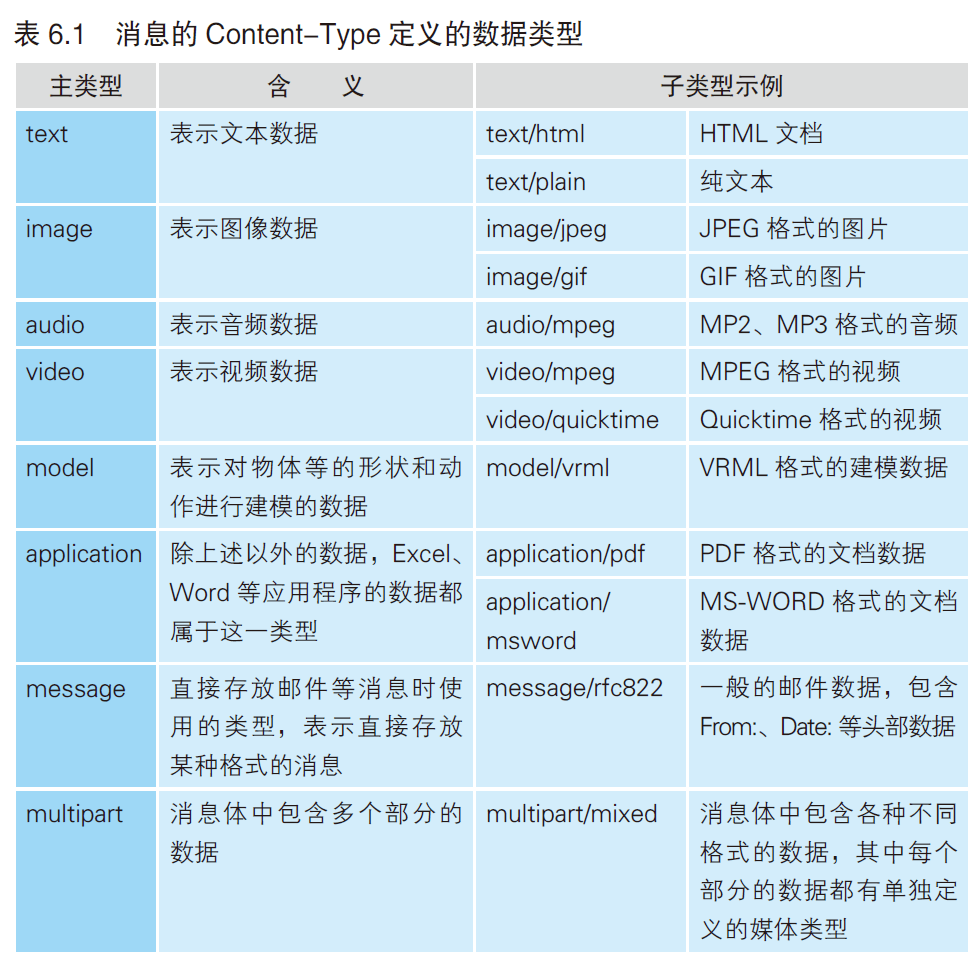 表 6.1 消息的 Content–Type 定义的数据类型
主类型 含 义 子类型示例
text 表示文本数据 text/html HTML 文档
text/plain 纯文本
image 表示图像数据 image/jpeg JPEG 格式的图片
image/gif GIF 格式的图片
audio 表示音频数据 audio/mpeg MP2、MP3 格式的音频
video 表示视频数据 video/mpeg MPEG 格式的视频
video/quicktime Quicktime 格式的视频
model 表示对物体等的形状和动 model/vrml VRML 格式的建模数据
作进行建模的数据
application 除上述以外的数据，Excel、 application/pdf PDF 格式的文档数据
Word 等应用程序的数据都 application/ MS-WORD 格式的文档
属于这一类型 msword 数据
message 直接存放邮件等消息时使 message/rfc822 一般的邮件数据，包含
用的类型，表示直接存放 From:、Date: 等头部数据
某种格式的消息
multipart 消息体中包含多个部分的 multipart/mixed 消息体中包含各种不同
数据 格式的数据，其中每个
部分的数据都有单独定
义的媒体类型